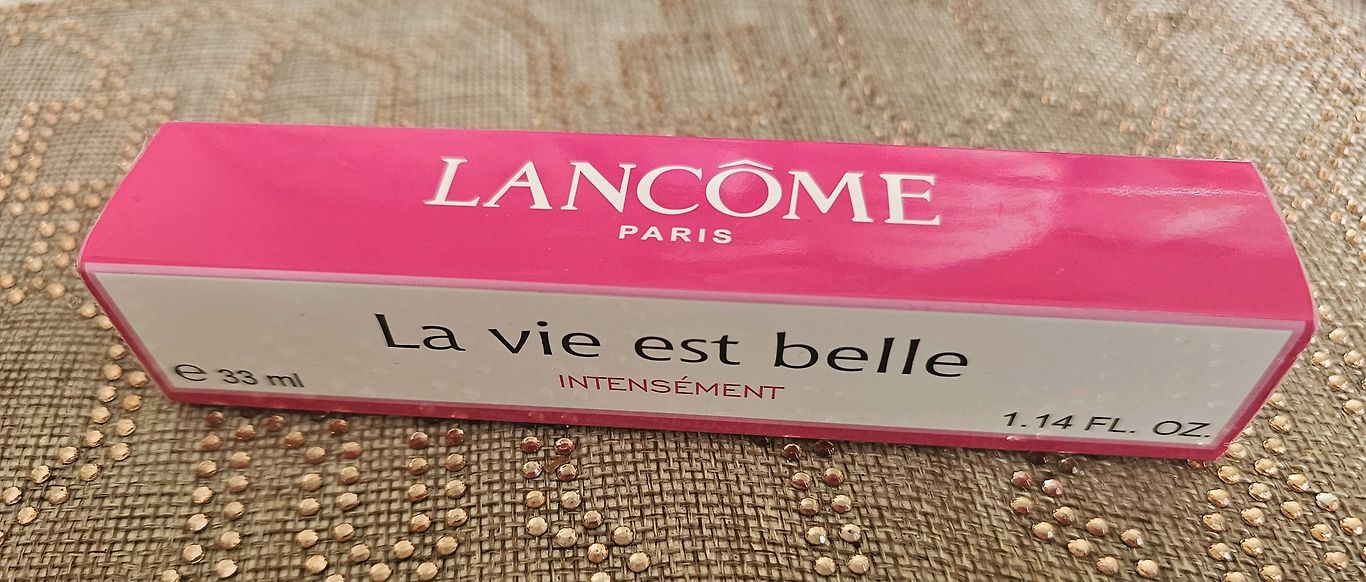 LANCÔME
PARIS
La vie est belle
INTENSÉMENT
e 33 ml
1.14 FL. OZ.